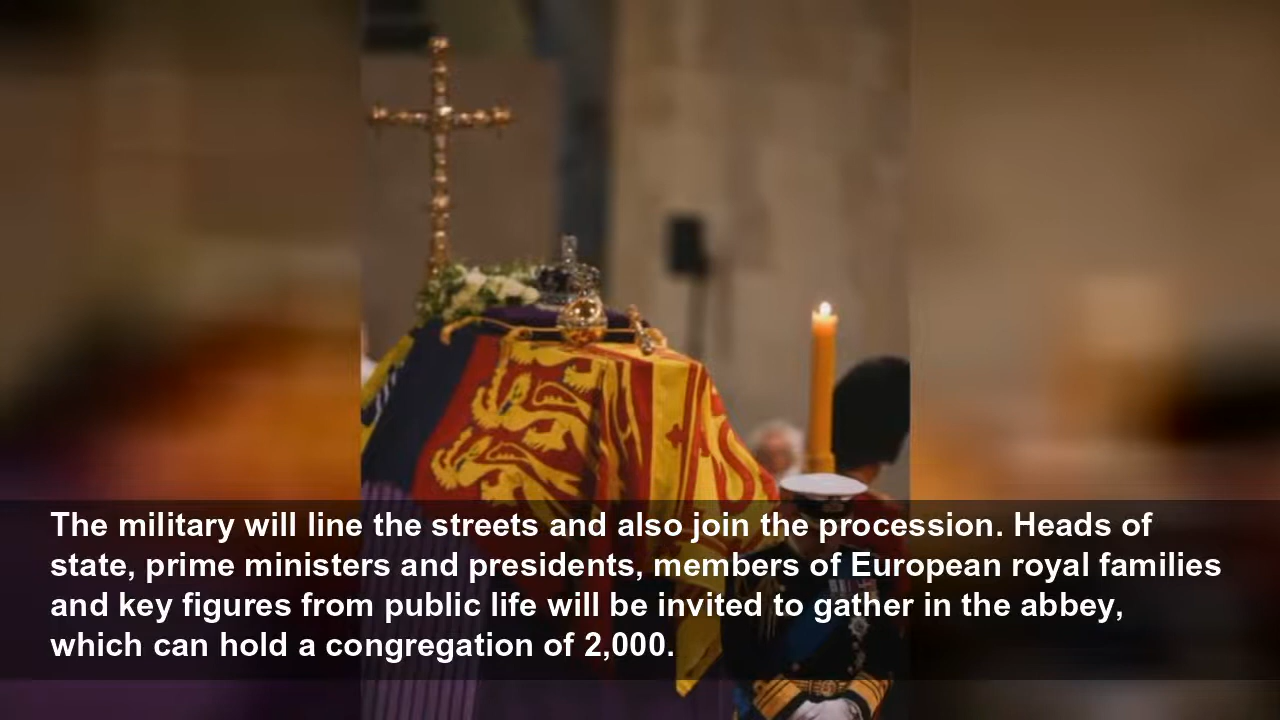 The military will line the streets and also join the procession. Heads of
state, prime ministers and presidents, members of European royal families
and key figures from public life will be invited to gather in the abbey,
which can hold a congregation of 2,000.